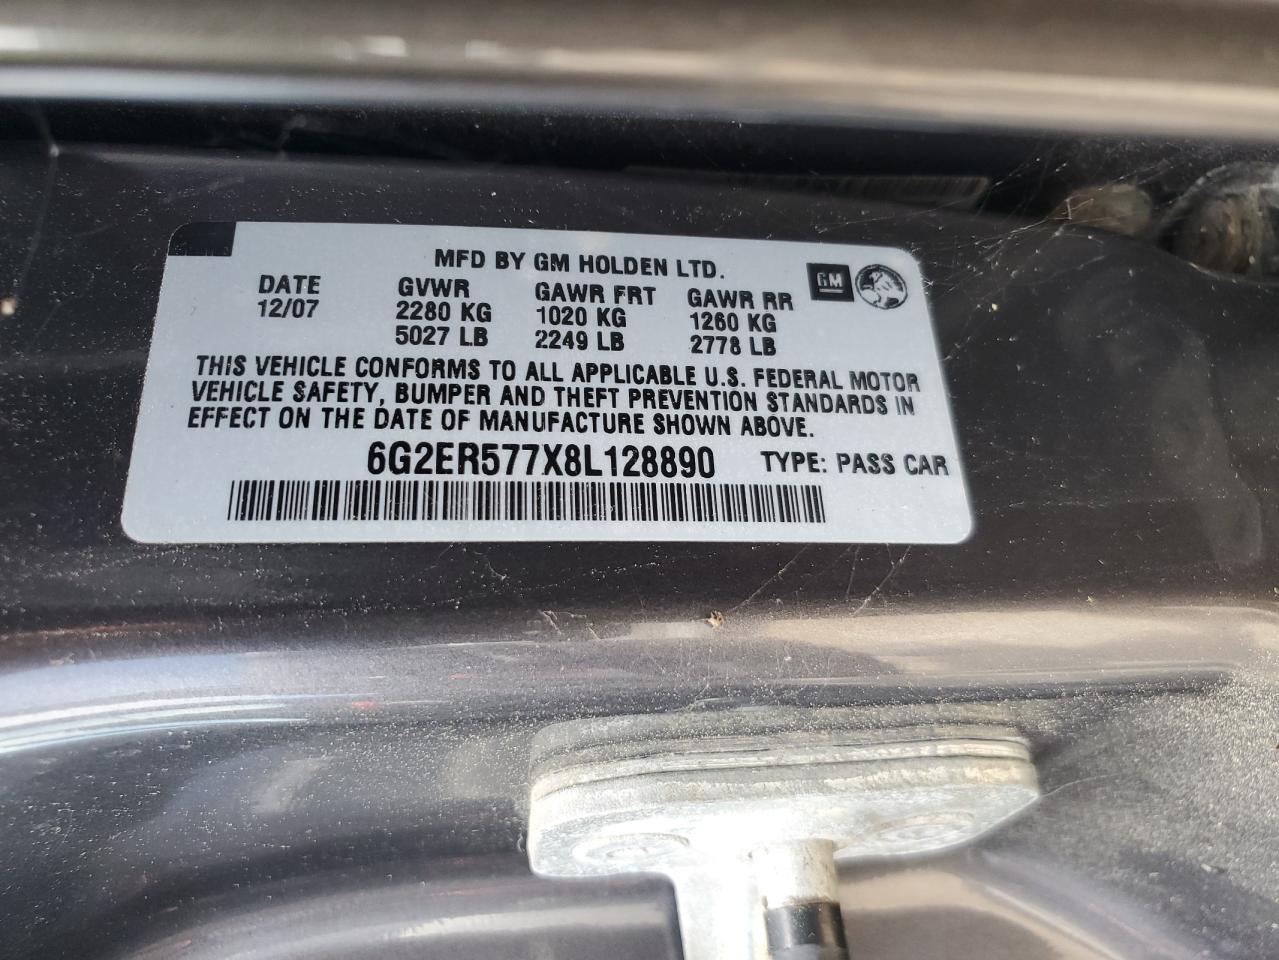 MFD BY GM HOLDEN LTD.
GM
DATE GVWR GAWR FRT GAWR RR
12/07 2280 KG 1020 KG 1260 KG
5027 LB 2249 LB 2778 LB
THIS VEHICLE CONFORMS TO ALL APPLICABLE U.S. FEDERAL MOTOR
VEHICLE SAFETY, BUMPER AND THEFT PREVENTION STANDARDS IN
EFFECT ON THE DATE OF MANUFACTURE SHOWN ABOVE.
6G2ER577X8L128890 TYPE: PASS CAR